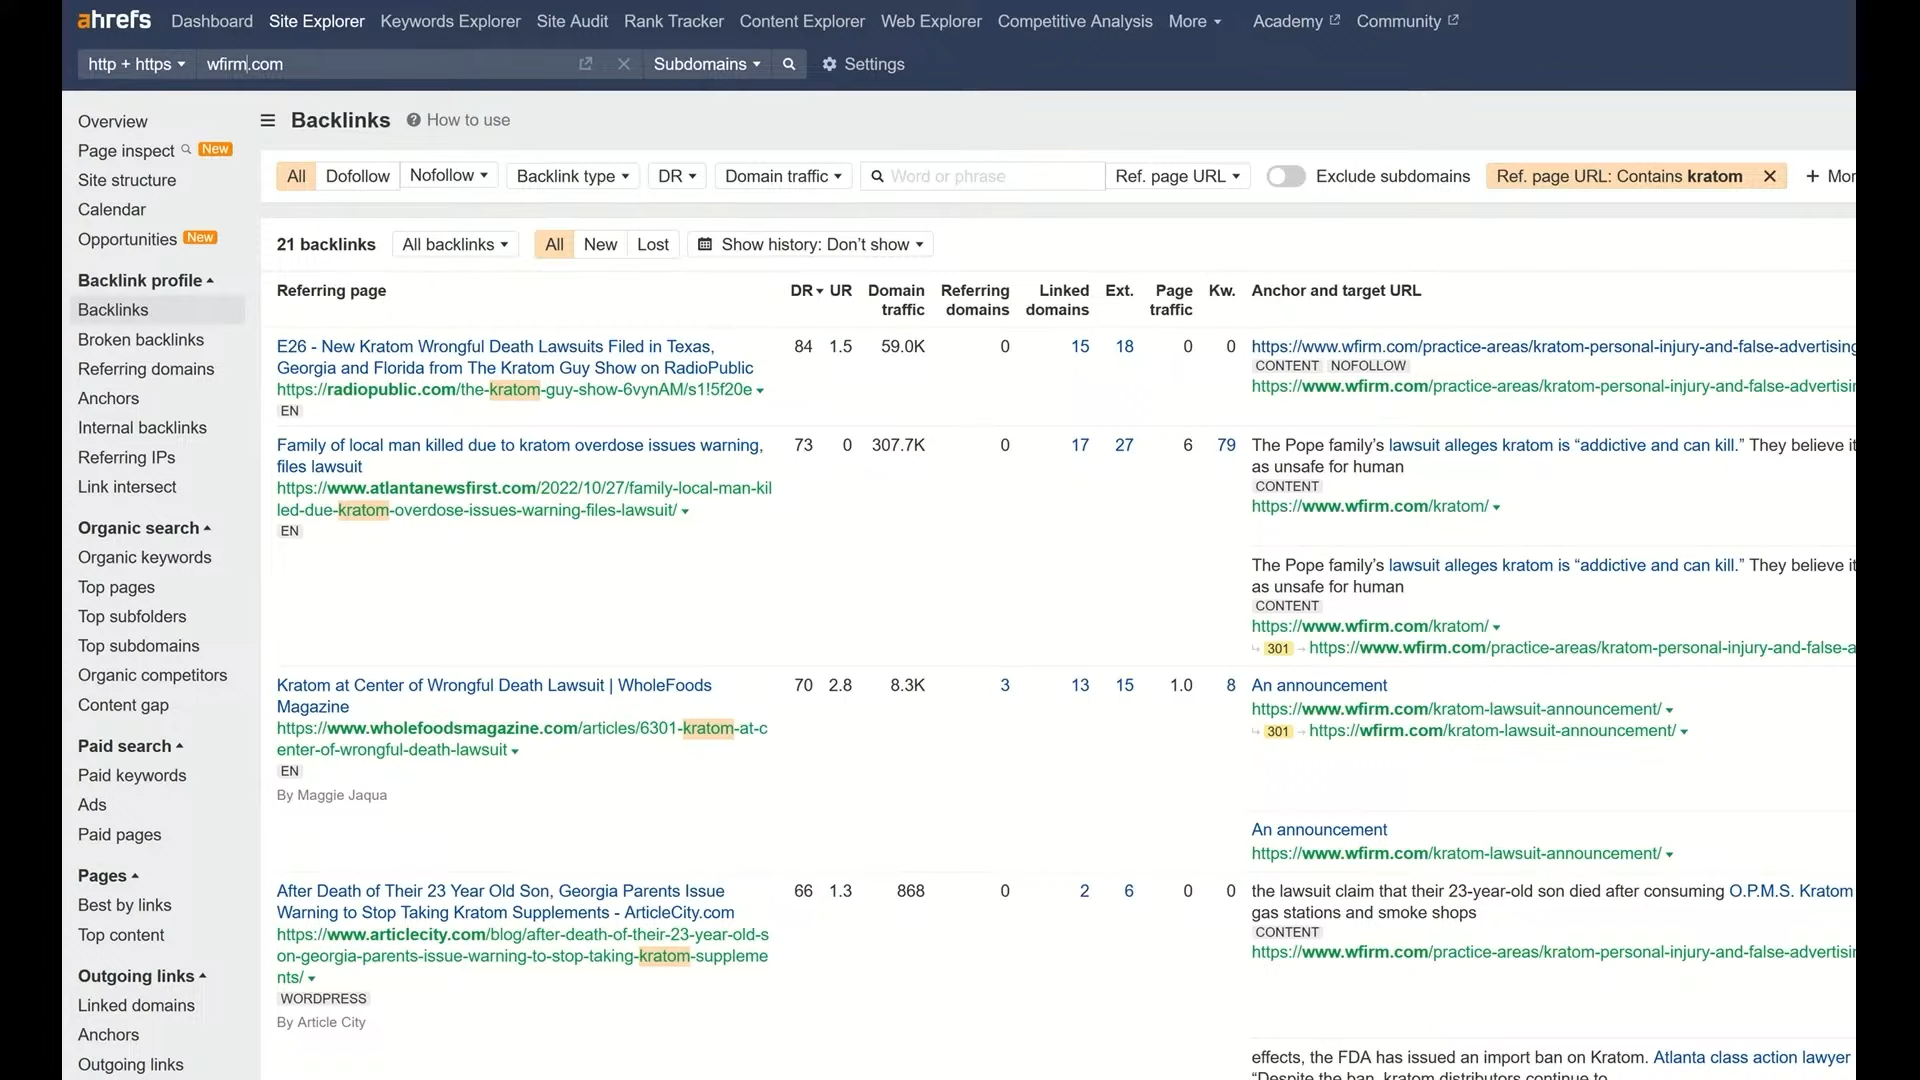 ahrefs Dashboard Site Explorer Keywords Explorer Site Audit Rank Tracker Content Explorer Web Explorer Competitive Analysis More Academy Community
http + https wfirm.com Subdomains Settings
Overview
Page inspect New
Site structure
Calendar
Opportunities New
Backlink profile
Backlinks
Broken backlinks
Referring domains
Anchors
Internal backlinks
Referring IPs
Link intersect
Organic search
Organic keywords
Top pages
Top subfolders
Top subdomains
Organic competitors
Content gap
Paid search
Paid keywords
Ads
Paid pages
Pages
Best by links
Top content
Outgoing links
Linked domains
Anchors
Outgoing links
Backlinks ? How to use
All Dofollow Nofollow Backlink type DR Domain traffic Word or phrase Ref. page URL Exclude subdomains Ref. page URL: Contains kratom + Mor
21 backlinks All backlinks All New Lost Show history: Don't show
Referring page DR UR Domain traffic Referring domains Linked domains Ext. Page traffic Kw. Anchor and target URL
E26 - New Kratom Wrongful Death Lawsuits Filed in Texas,
Georgia and Florida from The Kratom Guy Show on RadioPublic
https://radiopublic.com/the-kratom-guy-show-6vynAM/s1!5f20e
EN
84 1.5 59.0K 0 15 18 0 0
https://www.wfirm.com/practice-areas/kratom-personal-injury-and-false-advertising
CONTENT NOFOLLOW
https://www.wfirm.com/practice-areas/kratom-personal-injury-and-false-advertisin
Family of local man killed due to kratom overdose issues warning,
files lawsuit
https://www.atlantanewsfirst.com/2022/10/27/family-local-man-kil
led-due-kratom-overdose-issues-warning-files-lawsuit/
EN
73 0 307.7K 0 17 27 6 79
The Pope family's lawsuit alleges kratom is “addictive and can kill.” They believe it
as unsafe for human
CONTENT
https://www.wfirm.com/kratom/
The Pope family's lawsuit alleges kratom is “addictive and can kill.” They believe it
as unsafe for human
CONTENT
https://www.wfirm.com/kratom/
301 https://www.wfirm.com/practice-areas/kratom-personal-injury-and-false-a
Kratom at Center of Wrongful Death Lawsuit | WholeFoods
Magazine
https://www.wholefoodsmagazine.com/articles/6301-kratom-at-c
enter-of-wrongful-death-lawsuit
EN
By Maggie Jaqua
70 2.8 8.3K 3 13 15 1.0 8
An announcement
https://www.wfirm.com/kratom-lawsuit-announcement/
301 https://wfirm.com/kratom-lawsuit-announcement/
An announcement
https://www.wfirm.com/kratom-lawsuit-announcement/
After Death of Their 23 Year Old Son, Georgia Parents Issue
Warning to Stop Taking Kratom Supplements - ArticleCity.com
https://www.articlecity.com/blog/after-death-of-their-23-year-old-s
on-georgia-parents-issue-warning-to-stop-taking-kratom-suppleme
nts/
WORDPRESS
By Article City
66 1.3 868 0 2 6 0 0
the lawsuit claim that their 23-year-old son died after consuming O.P.M.S. Kratom
gas stations and smoke shops
CONTENT
https://www.wfirm.com/practice-areas/kratom-personal-injury-and-false-advertisin
effects, the FDA has issued an import ban on Kratom. Atlanta class action lawyer
“Despite the ban, kratom distributors continue to